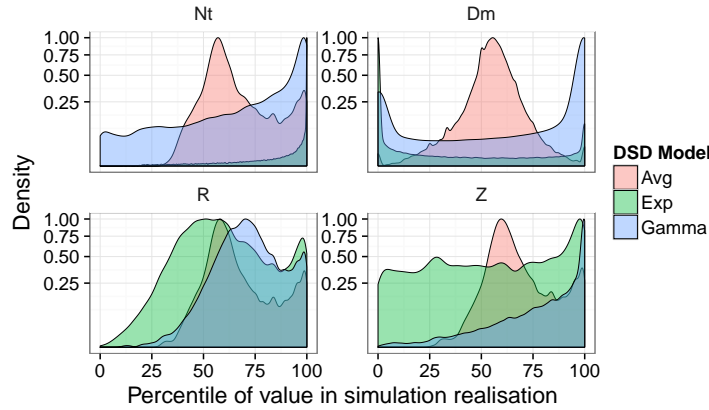 Nt
Dm
1.00
0.75
0.50
0.25
1.00
0.75
0.50
0.25
R
Z
1.00
0.75
0.50
0.25
1.00
0.75
0.50
0.25
0 25 50 75 100
0 25 50 75 100
Percentile of value in simulation realisation
Density
DSD Model
Avg
Exp
Gamma